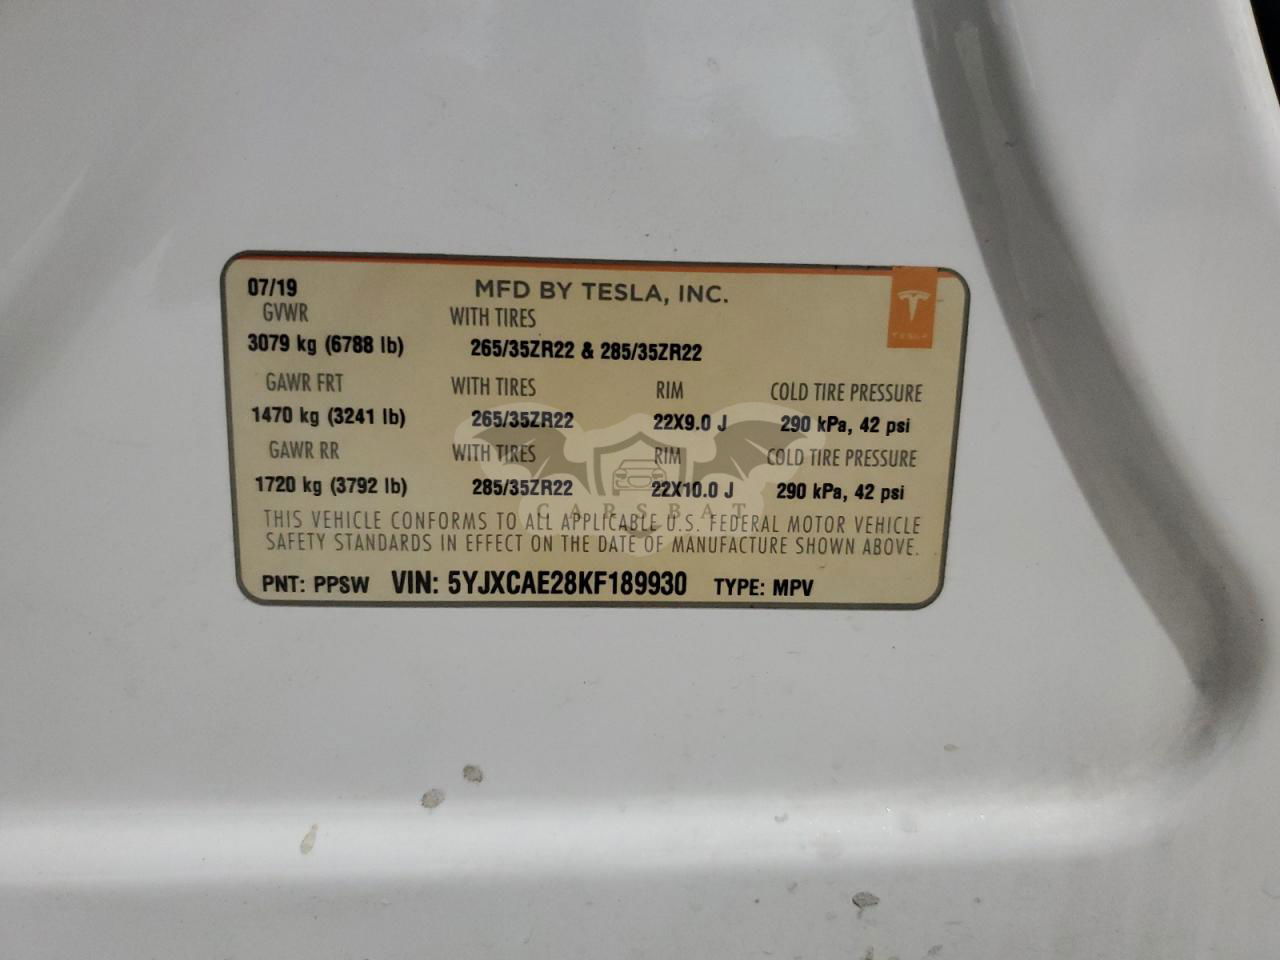 07/19 MFD BY TESLA, INC.
GVWR WITH TIRES
3079 kg (6788 lb) 265/35ZR22 & 285/35ZR22
TESLA
GAWR FRT WITH TIRES RIM COLD TIRE PRESSURE
1470 kg (3241 lb) 265/35ZR22 22X9.0 J 290 kPa, 42 psi
GAWR RR WITH TIRES RIM COLD TIRE PRESSURE
1720 kg (3792 lb) 285/35ZR22 22X10.0 J 290 kPa, 42 psi
CARSBAT
THIS VEHICLE CONFORMS TO ALL APPLICABLE U.S. FEDERAL MOTOR VEHICLE
SAFETY STANDARDS IN EFFECT ON THE DATE OF MANUFACTURE SHOWN ABOVE.
PNT: PPSW VIN: 5YJXCAE28KF189930 TYPE: MPV